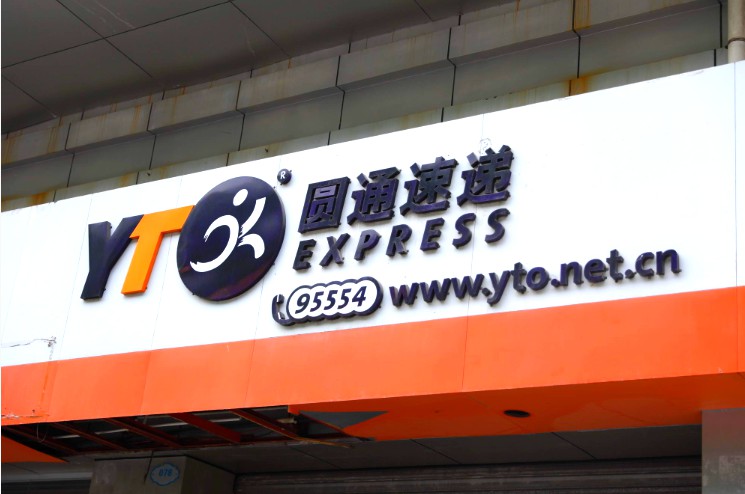 YTO ®
圆通速递
EXPRESS
95554 www.yto.net.cn